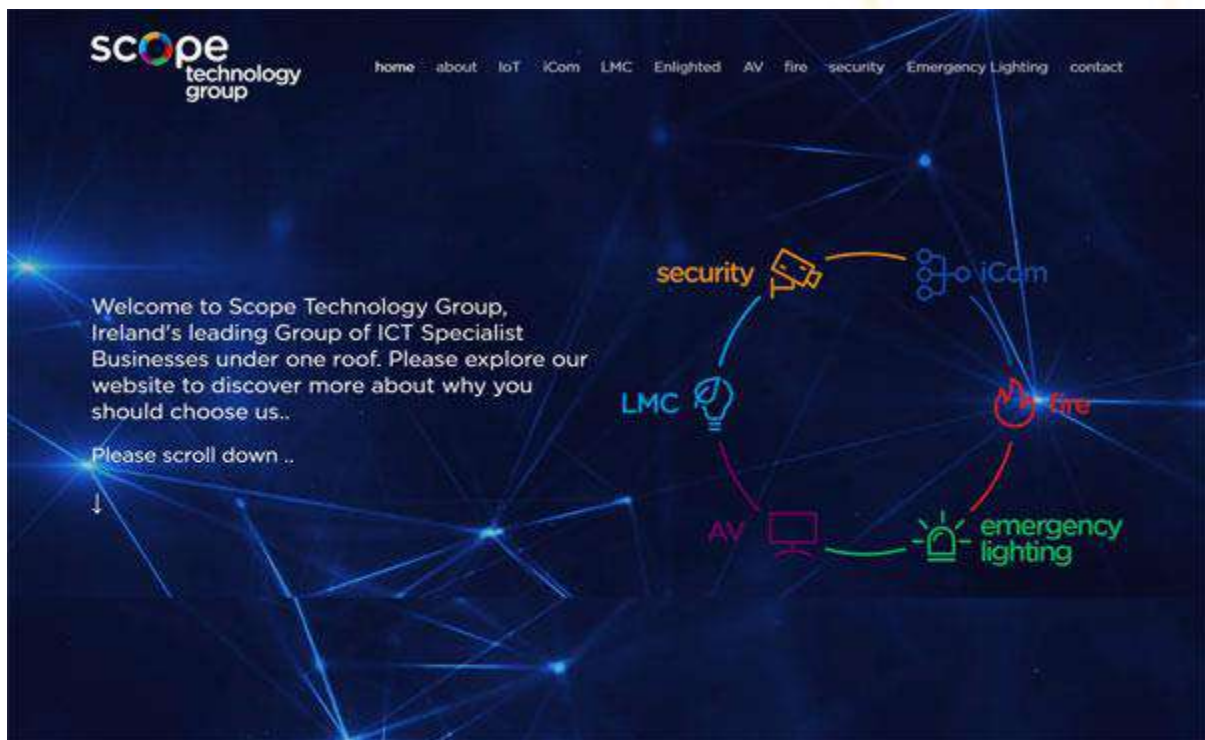 scope
technology
group
home about IoT iCom LMC Enlighted AV fire security Emergency Lighting contact
Welcome to Scope Technology Group,
Ireland's leading Group of ICT Specialist
Businesses under one roof. Please explore our
website to discover more about why you
should choose us..
Please scroll down ..
security
iCom
LMC
fire
AV
emergency
lighting